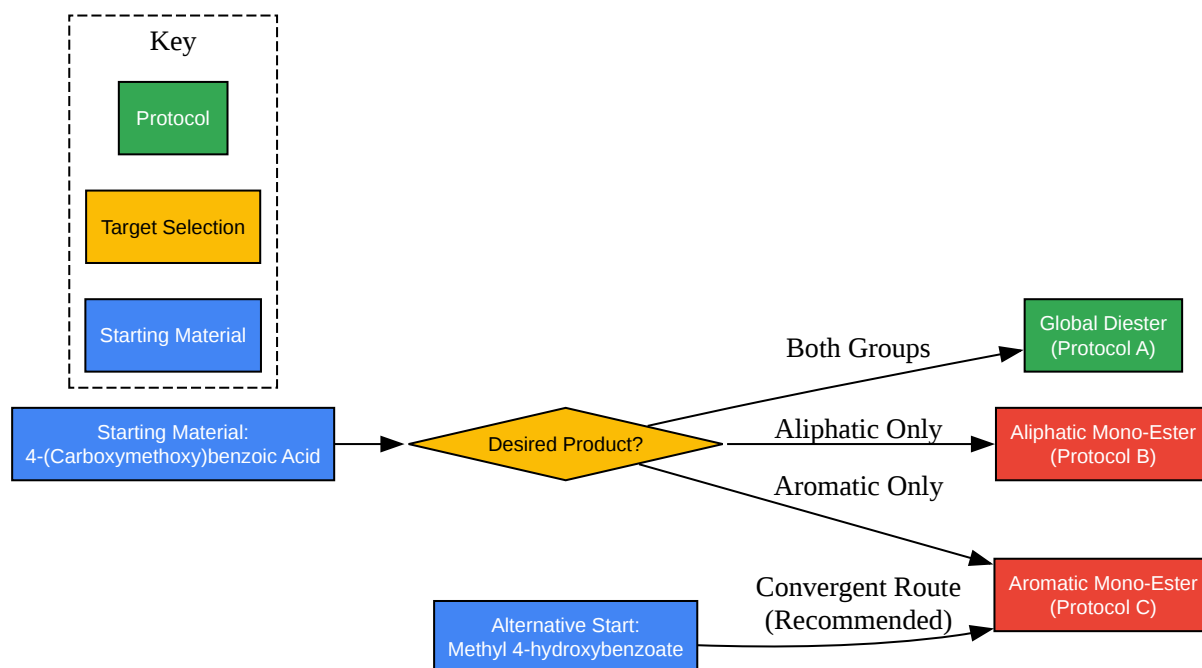 Key
Protocol
Target Selection
Starting Material
Global Diester
(Protocol A)
Both Groups
Starting Material:
4-(Carboxymethoxy)benzoic Acid
Desired Product?
Aliphatic Only
Aliphatic Mono-Ester
(Protocol B)
Aromatic Only
Convergent Route
(Recommended)
Aromatic Mono-Ester
(Protocol C)
Alternative Start:
Methyl 4-hydroxybenzoate